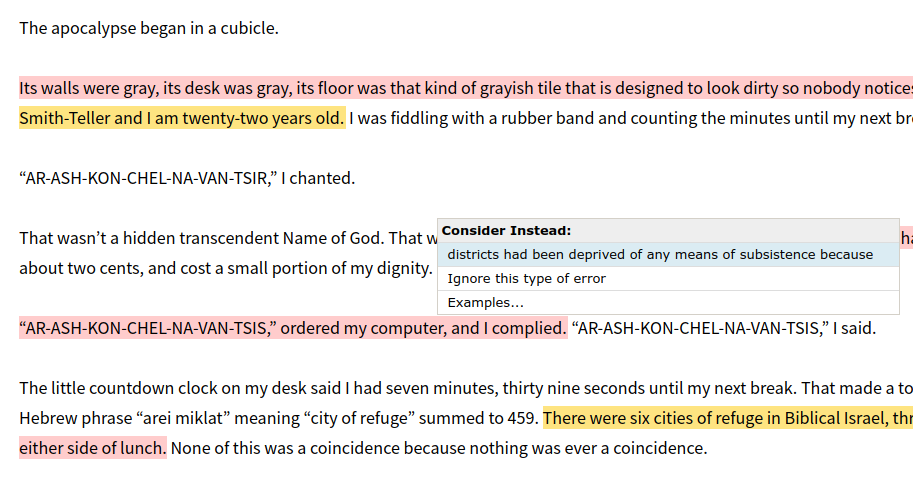 The apocalypse began in a cubicle.
Its walls were gray, its desk was gray, its floor was that kind of grayish tile that is designed to look dirty so nobody notices
Smith-Teller and I am twenty-two years old. I was fiddling with a rubber band and counting the minutes until my next br
“AR-ASH-KON-CHEL-NA-VAN-TSIR,” I chanted.
That wasn’t a hidden transcendent Name of God. That w
Consider Instead:
districts had been deprived of any means of subsistence because
Ignore this type of error
Examples...
ha
about two cents, and cost a small portion of my dignity.
“AR-ASH-KON-CHEL-NA-VAN-TSIS,” ordered my computer, and I complied. “AR-ASH-KON-CHEL-NA-VAN-TSIS,” I said.
The little countdown clock on my desk said I had seven minutes, thirty nine seconds until my next break. That made a to
Hebrew phrase “arei miklat” meaning “city of refuge” summed to 459. There were six cities of refuge in Biblical Israel, thr
either side of lunch. None of this was a coincidence because nothing was ever a coincidence.